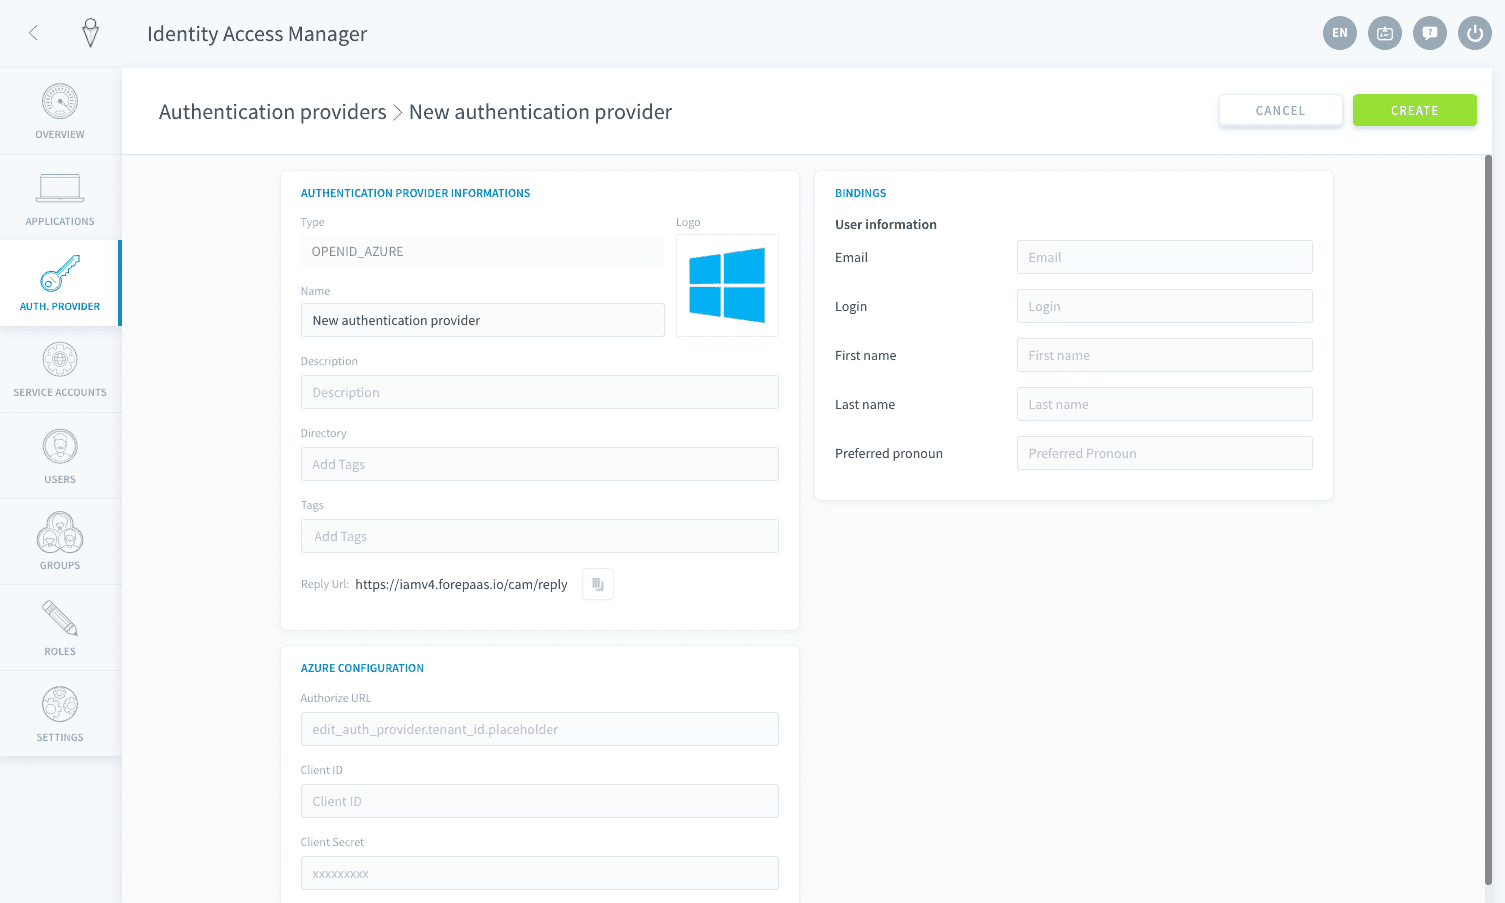 Identity Access Manager
EN
OVERVIEW
APPLICATIONS
AUTH. PROVIDER
SERVICE ACCOUNTS
USERS
GROUPS
ROLES
SETTINGS
Authentication providers > New authentication provider
CANCEL
CREATE
AUTHENTICATION PROVIDER INFORMATIONS
Type
OPENID_AZURE
Logo
Name
New authentication provider
Description
Description
Directory
Add Tags
Tags
Add Tags
Reply Url: https://iamv4.forepaas.io/cam/reply
AZURE CONFIGURATION
Authorize URL
edit_auth_provider.tenant_id.placeholder
Client ID
Client ID
Client Secret
xxxxxxxxx
BINDINGS
User information
Email
Email
Login
Login
First name
First name
Last name
Last name
Preferred pronoun
Preferred Pronoun